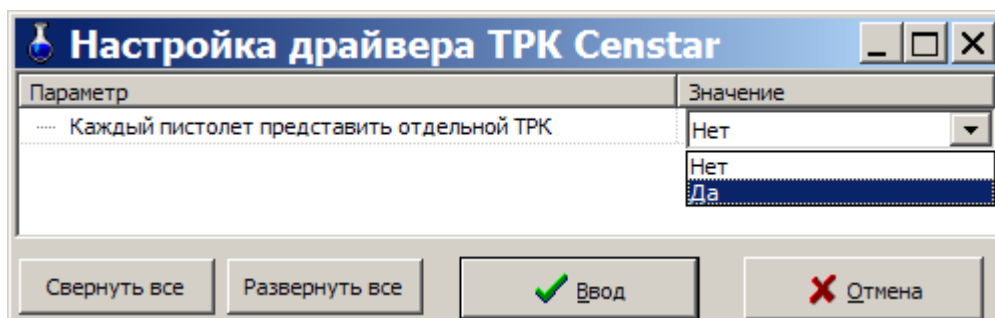 Настройка драйвера ТРК Censtar
Параметр Значение
Каждый пистолет представить отдельной ТРК Нет
Нет
Да
Свернуть все Развернуть все Ввод Отмена